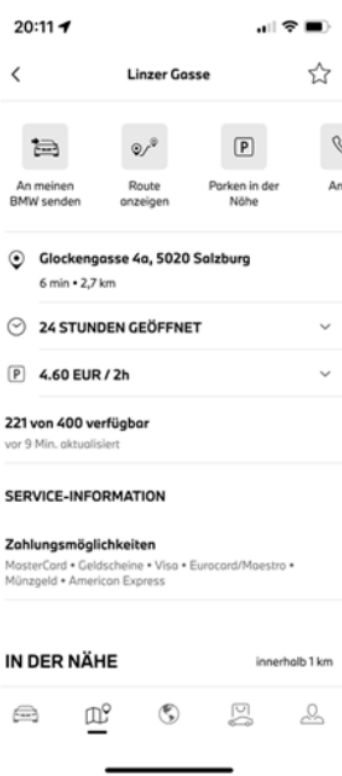 20:11
Linzer Gasse
P
An meinen
BMW senden
Route
anzeigen
Parken in der
Nähe
An
Glockengasse 4a, 5020 Salzburg
6 min • 2,7 km
24 STUNDEN GEÖFFNET
P 4.60 EUR / 2h
221 von 400 verfügbar
vor 9 Min. aktualisiert
SERVICE-INFORMATION
Zahlungsmöglichkeiten
MasterCard • Geldscheine • Visa • Eurocard/Maestro •
Münzgeld • American Express
IN DER NÄHE
innerhalb 1 km